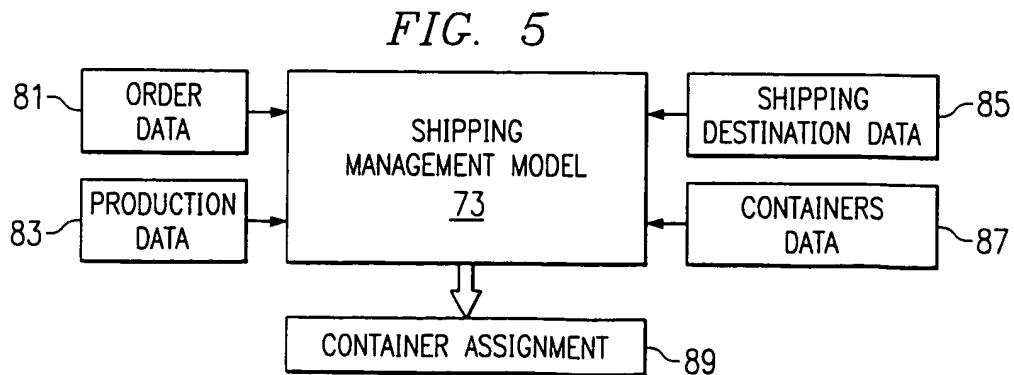 FIG. 5
81
ORDER
DATA
83
PRODUCTION
DATA
SHIPPING
MANAGEMENT MODEL
73
SHIPPING
DESTINATION DATA
85
CONTAINERS
DATA
87
CONTAINER ASSIGNMENT
89